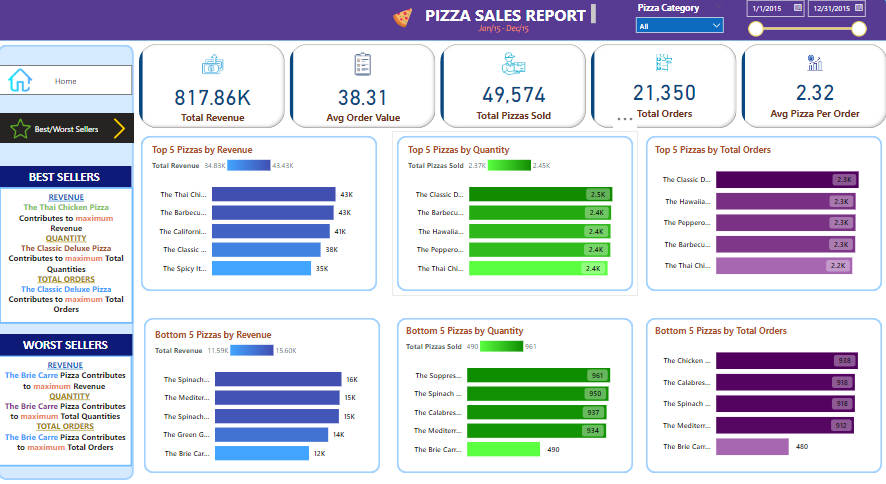 PIZZA SALES REPORT
Jan/15 - Dec/15
Pizza Category
All
1/1/2015
12/31/2015
Home
Best/Worst Sellers
817.86K
Total Revenue
38.31
Avg Order Value
49,574
Total Pizzas Sold
21,350
Total Orders
2.32
Avg Pizza Per Order
BEST SELLERS
REVENUE
The Thai Chicken Pizza
Contributes to maximum
Revenue
QUANTITY
The Classic Deluxe Pizza
Contributes to maximum Total
Quantities
TOTAL ORDERS
The Classic Deluxe Pizza
Contributes to maximum Total
Orders
WORST SELLERS
REVENUE
The Brie Carre Pizza Contributes
to maximum Revenue
QUANTITY
The Brie Carre Pizza Contributes
to maximum Total Quantities
TOTAL ORDERS
The Brie Carre Pizza Contributes
to maximum Total Orders
Top 5 Pizzas by Revenue
Total Revenue 34.83K 43.43K
The Thai Chi... 43K
The Barbecu... 43K
The Californi... 41K
The Classic ... 38K
The Spicy It... 35K
Top 5 Pizzas by Quantity
Total Pizzas Sold 2.37K 2.45K
The Classic D... 2.5K
The Barbecu... 2.4K
The Hawaiia... 2.4K
The Peppero... 2.4K
The Thai Chi... 2.4K
Top 5 Pizzas by Total Orders
The Classic D... 2.3K
The Hawaiia... 2.3K
The Peppero... 2.3K
The Barbecu... 2.3K
The Thai Chi... 2.2K
Bottom 5 Pizzas by Revenue
Total Revenue 11.59K 15.60K
The Spinach... 16K
The Mediter... 15K
The Spinach... 15K
The Green G... 14K
The Brie Car... 12K
Bottom 5 Pizzas by Quantity
Total Pizzas Sold 490 961
The Soppres... 961
The Spinach ... 950
The Calabres... 937
The Mediterr... 934
The Brie Carr... 490
Bottom 5 Pizzas by Total Orders
The Chicken ... 938
The Calabres... 918
The Spinach ... 918
The Mediterr... 912
The Brie Carr... 480